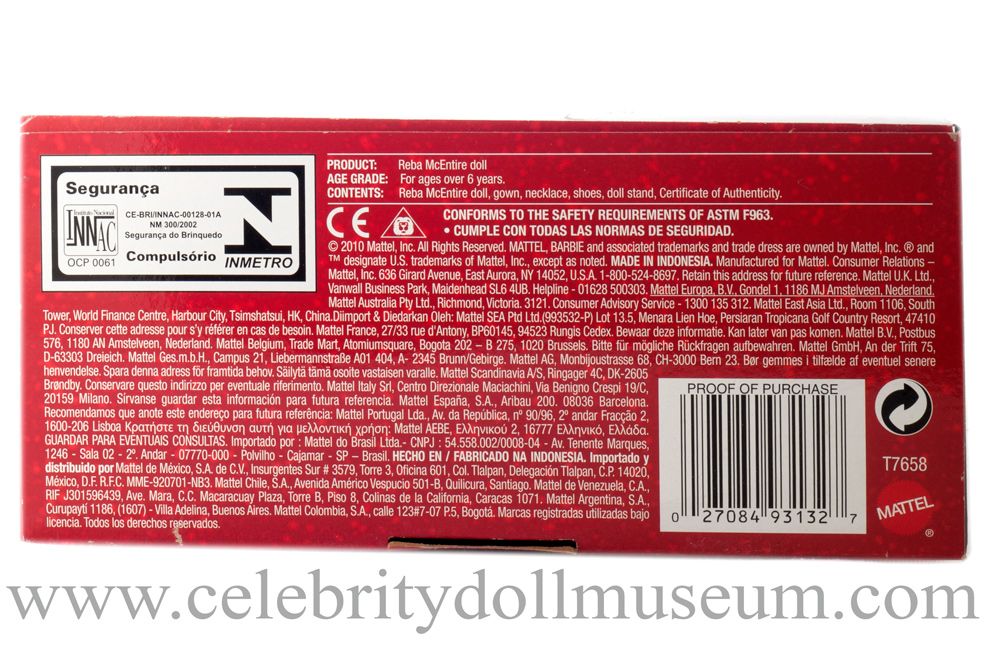 Segurança
Instituto Nacional
INNAC
OCP 0061
CE-BRI/INNAC-00128-01A
NM 300/2002
Segurança do Brinquedo
Compulsório
INMETRO
PRODUCT: Reba McEntire doll
AGE GRADE: For ages over 6 years.
CONTENTS: Reba McEntire doll, gown, necklace, shoes, doll stand, Certificate of Authenticity.
CE
CONFORMS TO THE SAFETY REQUIREMENTS OF ASTM F963.
• CUMPLE CON TODAS LAS NORMAS DE SEGURIDAD.
© 2010 Mattel, Inc. All Rights Reserved. MATTEL, BARBIE and associated trademarks and trade dress are owned by Mattel, Inc. ® and
™ designate U.S. trademarks of Mattel, Inc., except as noted. MADE IN INDONESIA. Manufactured for Mattel. Consumer Relations –
Mattel, Inc. 636 Girard Avenue, East Aurora, NY 14052, U.S.A. 1-800-524-8697. Retain this address for future reference. Mattel U.K. Ltd.,
Vanwall Business Park, Maidenhead SL6 4UB. Helpline - 01628 500303. Mattel Europa, B.V., Gondel 1, 1186 MJ Amstelveen, Nederland.
Mattel Australia Pty Ltd., Richmond, Victoria. 3121. Consumer Advisory Service - 1300 135 312. Mattel East Asia Ltd., Room 1106, South
Tower, World Finance Centre, Harbour City, Tsimshatsui, HK, China.Diimport & Diedarkan Oleh: Mattel SEA Ptd Ltd.(993532-P) Lot 13.5, Menara Lien Hoe, Persiaran Tropicana Golf Country Resort, 47410
PJ. Conserver cette adresse pour s'y référer en cas de besoin. Mattel France, 27/33 rue d'Antony, BP60145, 94523 Rungis Cedex. Bewaar deze informatie. Kan later van pas komen. Mattel B.V., Postbus
576, 1180 AN Amstelveen, Nederland. Mattel Belgium, Trade Mart, Atomiumsquare, Bogota 202 – B 275, 1020 Brussels. Bitte für mögliche Rückfragen aufbewahren. Mattel GmbH, An der Trift 75,
D-63303 Dreieich. Mattel Ges.m.b.H., Campus 21, Liebermannstraße A01 404, A- 2345 Brunn/Gebirge. Mattel AG, Monbijoustrasse 68, CH-3000 Bern 23. Bør gemmes i tilfælde af eventuel senere
henvendelse. Spara denna adress för framtida behov. Säilytä tämä osoite vastaisen varalle. Mattel Scandinavia A/S, Ringager 4C, DK-2605
Brøndby. Conservare questo indirizzo per eventuale riferimento. Mattel Italy Srl, Centro Direzionale Maciachini, Via Benigno Crespi 19/C,
20159 Milano. Sirvanse guardar esta información para futura referencia. Mattel España, S.A., Aribau 200. 08036 Barcelona.
Recomendamos que anote este endereço para futura referência: Mattel Portugal Lda., Av. da República, nº 90/96, 2º andar Fracção 2,
1600-206 Lisboa Κρατήστε τη διεύθυνση αυτή για μελλοντική χρήση: Mattel AEBE, Ελληνικού 2, 16777 Ελληνικό, Ελλάδα.
GUARDAR PARA EVENTUAIS CONSULTAS. Importado por : Mattel do Brasil Ltda.- CNPJ : 54.558.002/0008-04 - Av. Tenente Marques,
1246 - Sala 02 - 2º. Andar - 07770-000 - Polvilho - Cajamar - SP – Brasil. HECHO EN / FABRICADO NA INDONESIA. Importado y
distribuido por Mattel de México, S.A. de C.V., Insurgentes Sur # 3579, Torre 3, Oficina 601, Col. Tlalpan, Delegación Tlalpan, C.P. 14020,
México, D.F. R.F.C. MME-920701-NB3. Mattel Chile, S.A., Avenida Américo Vespucio 501-B, Quilicura, Santiago. Mattel de Venezuela, C.A.,
RIF J301596439, Ave. Mara, C.C. Macaracuay Plaza, Torre B, Piso 8, Colinas de la California, Caracas 1071. Mattel Argentina, S.A.,
Curupaytí 1186, (1607) - Villa Adelina, Buenos Aires. Mattel Colombia, S.A., calle 123#7-07 P.5, Bogotá. Marcas registradas utilizadas bajo
licencia. Todos los derechos reservados.
PROOF OF PURCHASE
0 27084 93132 7
T7658
MATTEL
®
www.celebritydollmuseum.com